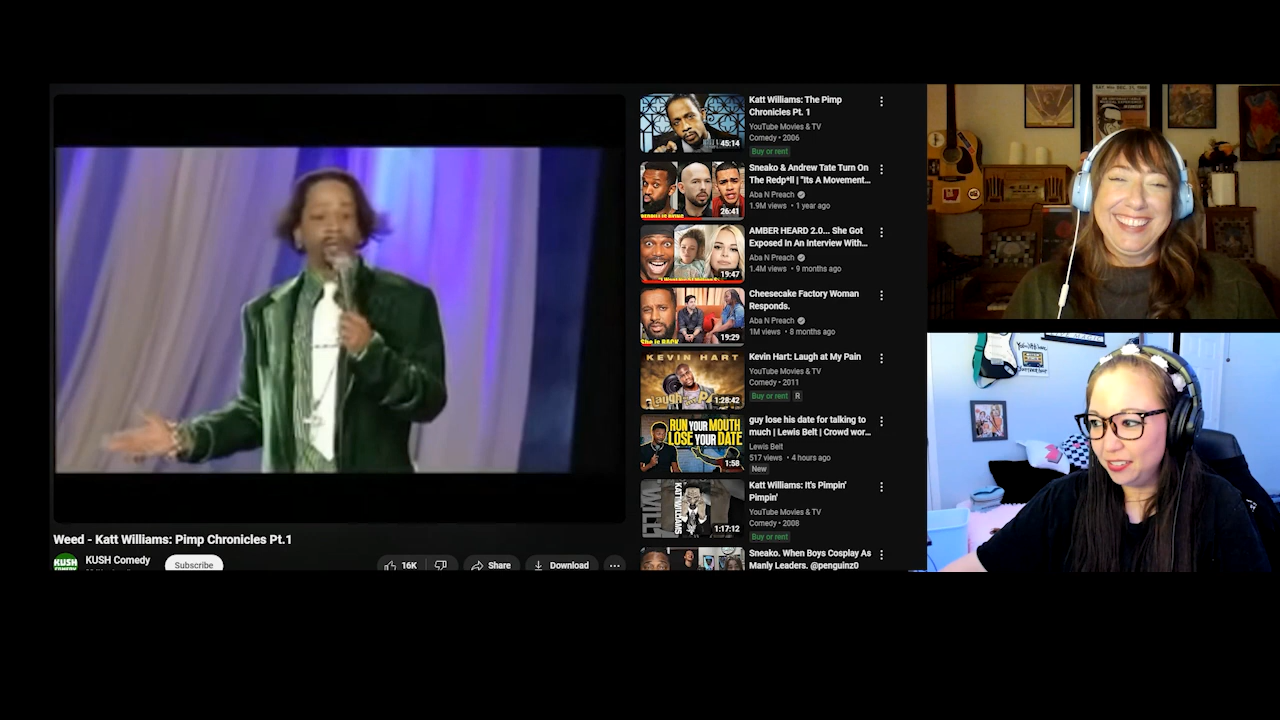 Weed - Katt Williams: Pimp Chronicles Pt.1
KUSH
KUSH Comedy
Subscribe
16K
Share
Download
45:14
Katt Williams: The Pimp
Chronicles Pt. 1
YouTube Movies & TV
Comedy • 2006
Buy or rent
26:41
Sneako & Andrew Tate Turn On
The Redp*ll | "Its A Movement...
Aba N Preach
1.9M views • 1 year ago
19:47
AMBER HEARD 2.0... She Got
Exposed In An Interview With...
Aba N Preach
1.4M views • 9 months ago
She is BACK
19:29
Cheesecake Factory Woman
Responds.
Aba N Preach
1M views • 8 months ago
KEVIN HART
1:28:42
Kevin Hart: Laugh at My Pain
YouTube Movies & TV
Comedy • 2011
Buy or rent
R
RUN YOUR MOUTH
LOSE YOUR DATE
1:58
guy lose his date for talking to
much | Lewis Belt | Crowd wor...
Lewis Belt
517 views • 4 hours ago
New
KATT WILLIAMS
1:17:12
Katt Williams: It's Pimpin'
Pimpin'
YouTube Movies & TV
Comedy • 2008
Buy or rent
Sneako. When Boys Cosplay As
Manly Leaders. @penguinz0